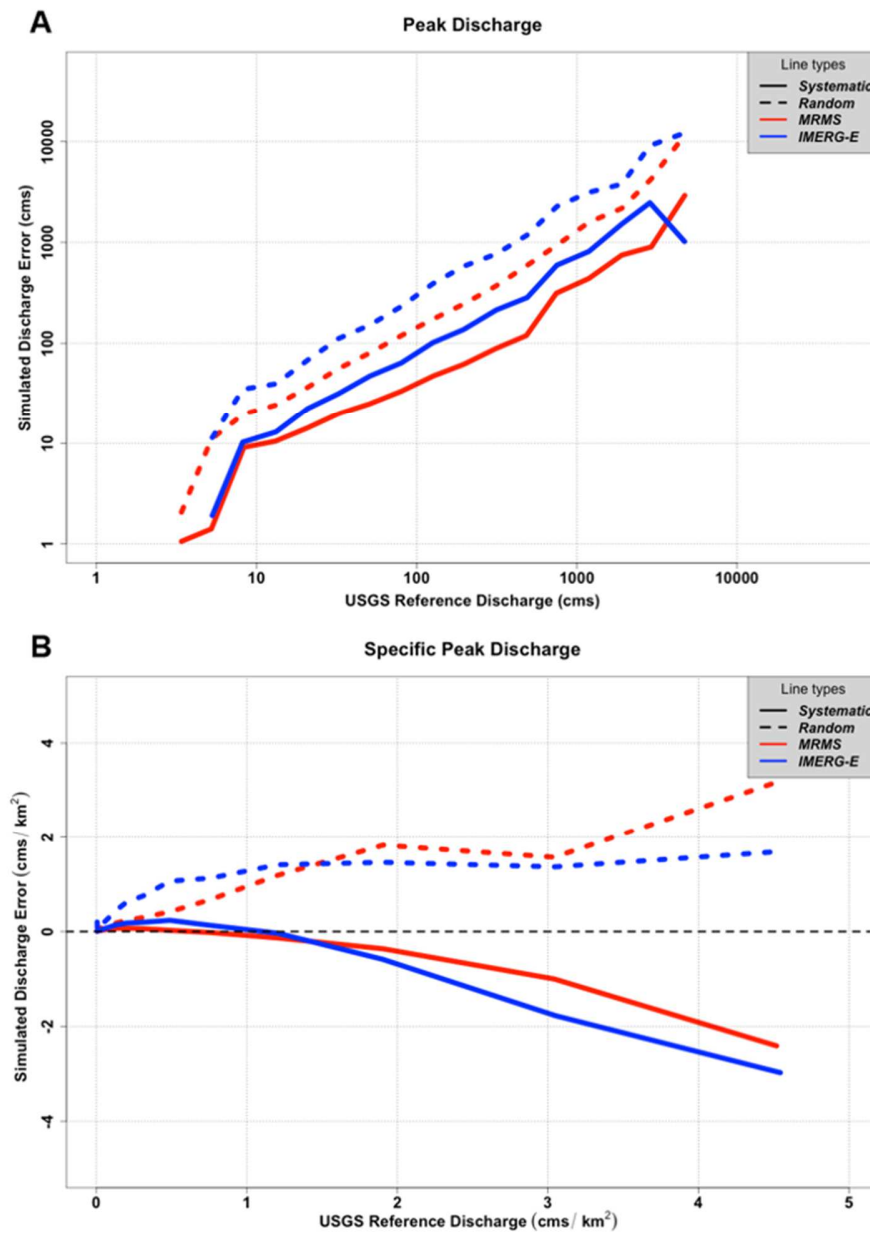 A
Peak Discharge
Line types
Systematic
Random
MRMS
IMERG-E
Simulated Discharge Error (cms)
10000
1000
100
10
1
1
10
100
1000
10000
USGS Reference Discharge (cms)
B
Specific Peak Discharge
Line types
Systematic
Random
MRMS
IMERG-E
Simulated Discharge Error (cms/ km²)
4
2
0
-2
-4
0
1
2
3
4
5
USGS Reference Discharge (cms/ km²)